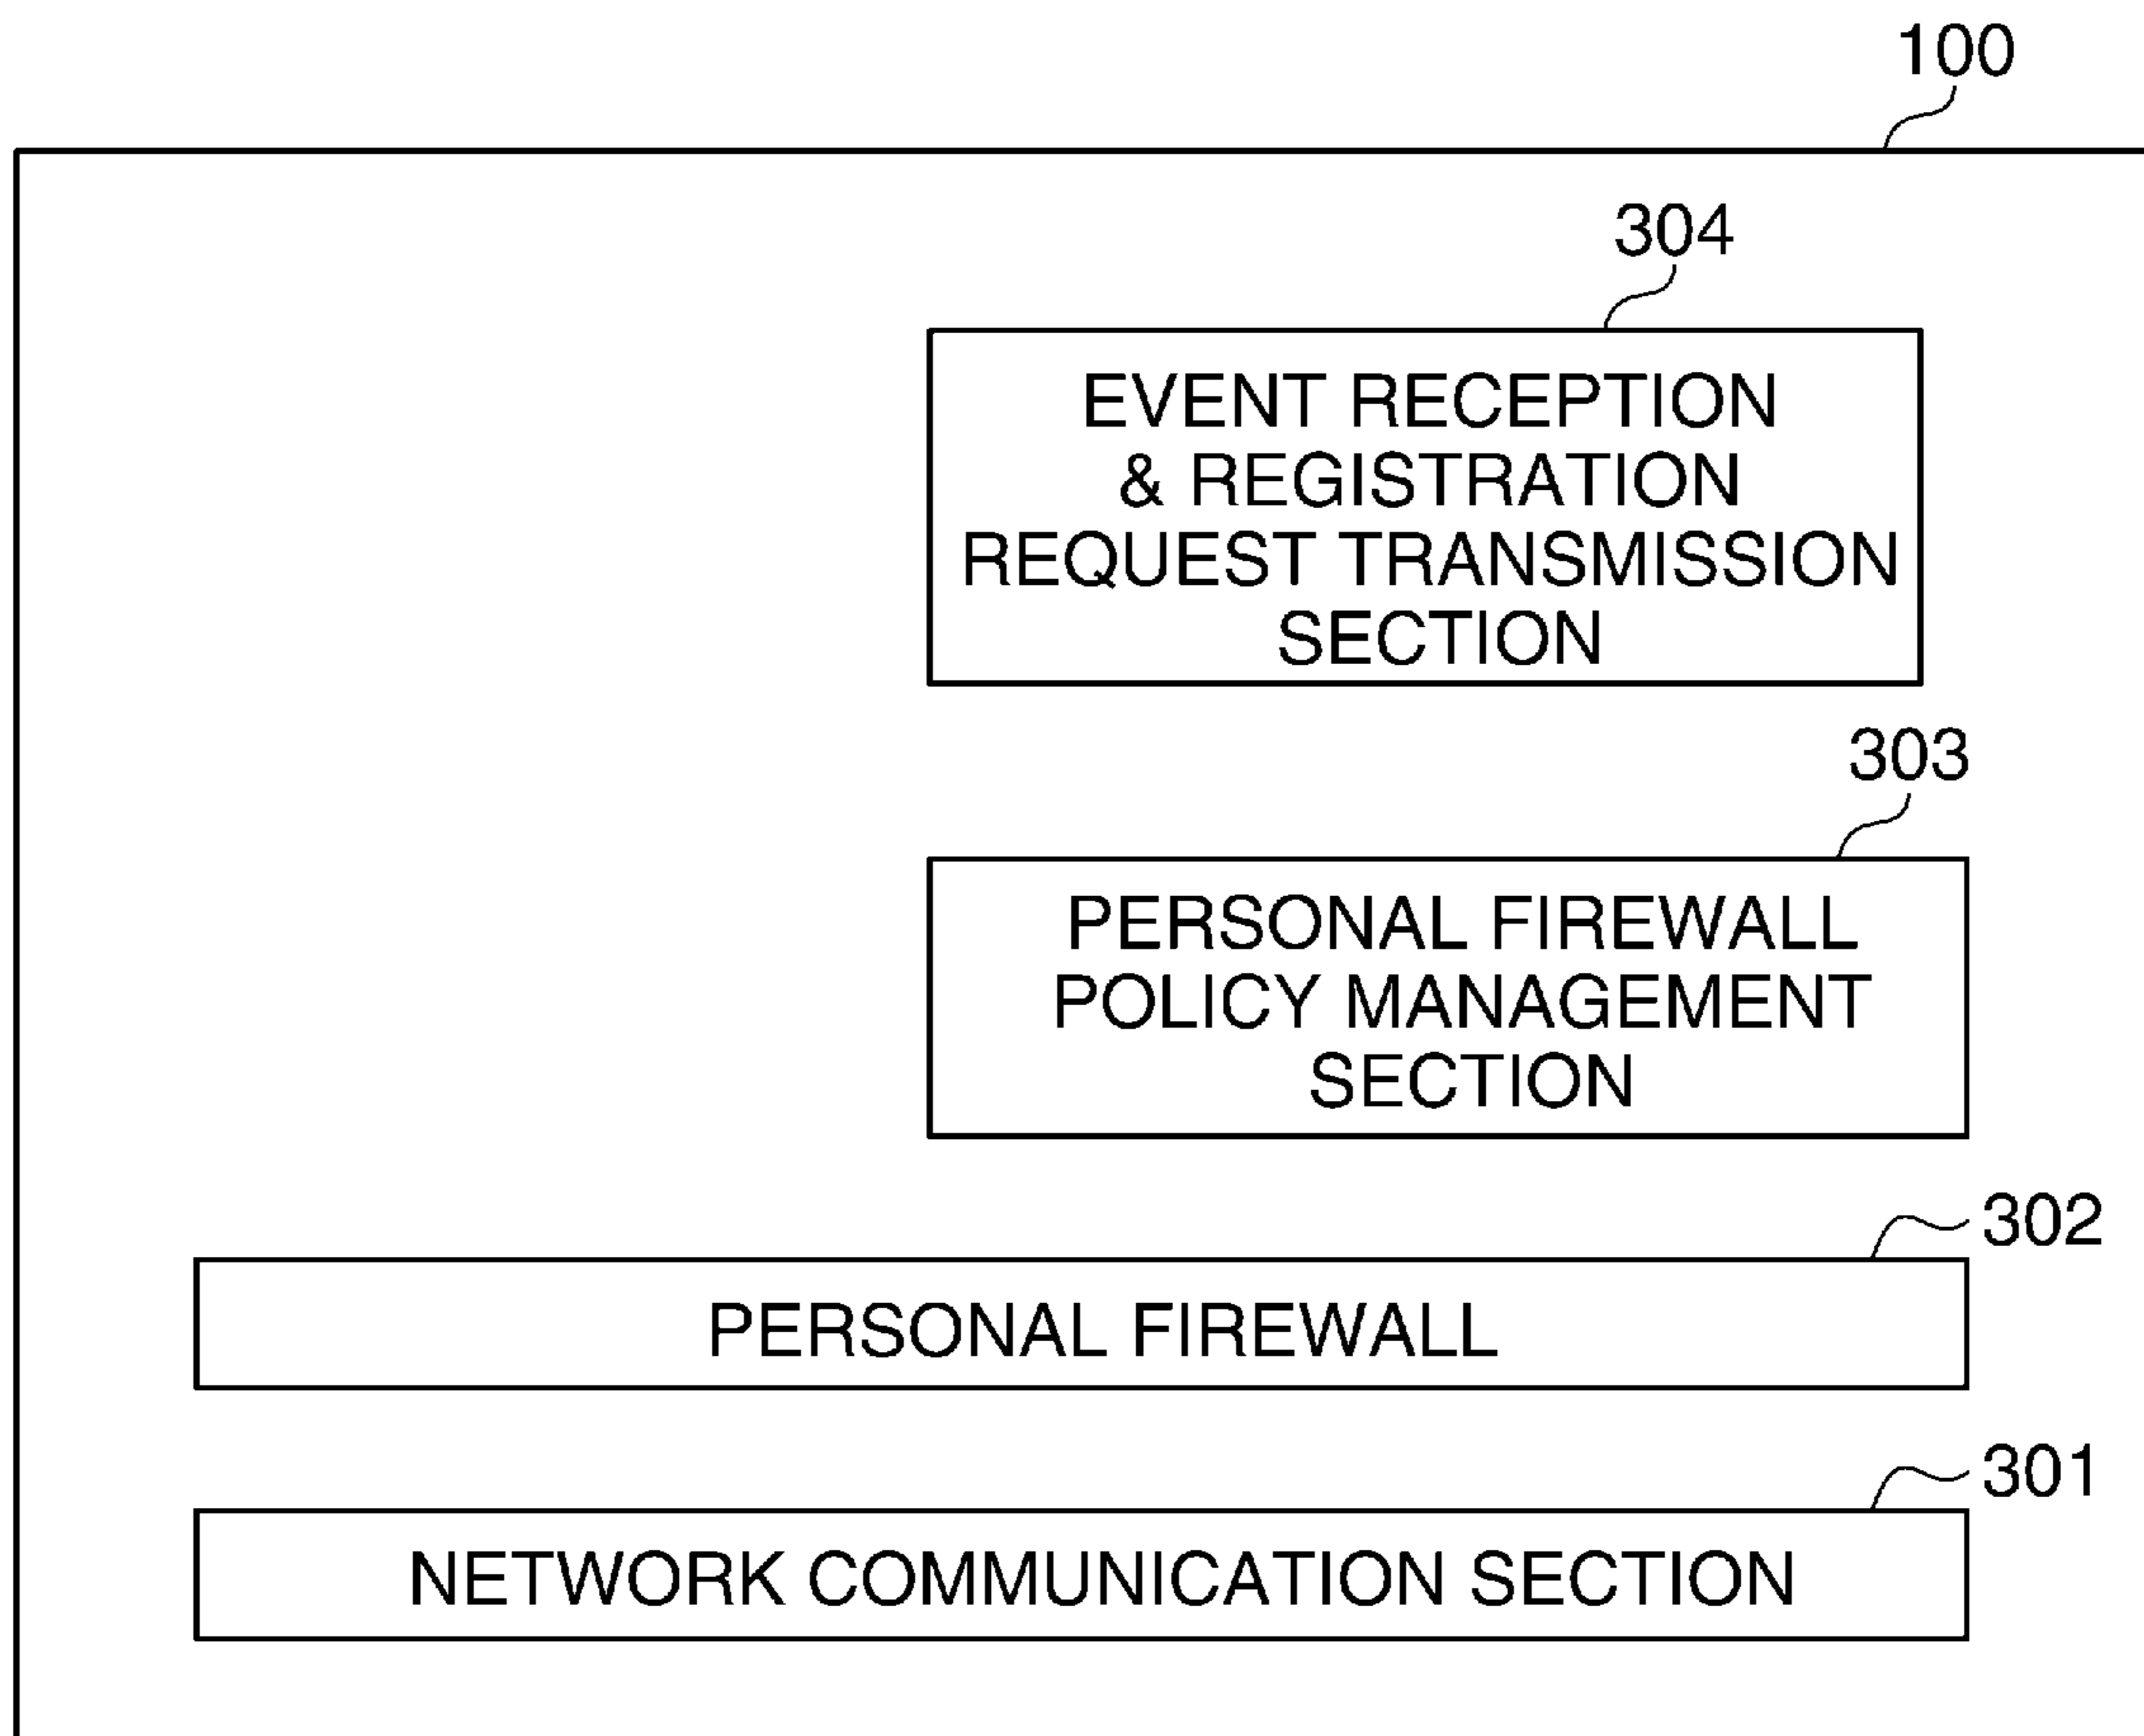 100
304
EVENT RECEPTION
& REGISTRATION
REQUEST TRANSMISSION
SECTION
303
PERSONAL FIREWALL
POLICY MANAGEMENT
SECTION
302
PERSONAL FIREWALL
301
NETWORK COMMUNICATION SECTION